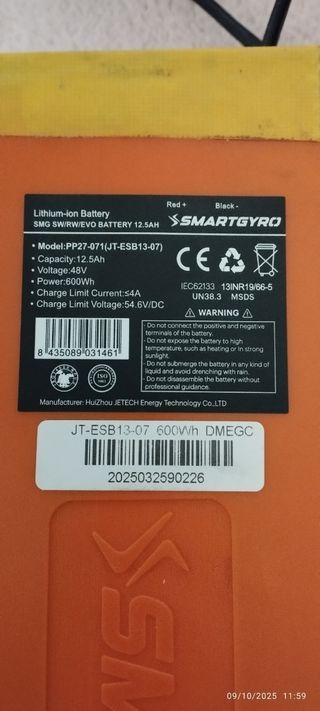 Red +
Black -
Lithium-ion Battery
SMG SW/RW/EVO BATTERY 12.5AH
SMARTGYRO
• Model:PP27-071(JT-ESB13-07)
• Capacity:12.5Ah
• Voltage:48V
• Power:600Wh
• Charge Limit Current:≤4A
• Charge Limit Voltage:54.6V/DC
CE
IEC62133 13INR19/66-5
UN38.3 MSDS
8 435089 031461
ISO
WARNING
· Do not connect the positive and negative
terminals of the battery.
· Do not expose the battery to high
temperature, such as heating or in strong
sunlight.
· Do not submerge the battery in any kind of
liquid and avoid drenching with rain.
· Do not disassemble the battery without
professional guidance.
Manufacturer: HuiZhou JETECH Energy Technology Co.,LTD
JT-ESB13-07 600Wh DMEGC
2025032590226
SM
09/10/2025 11:59